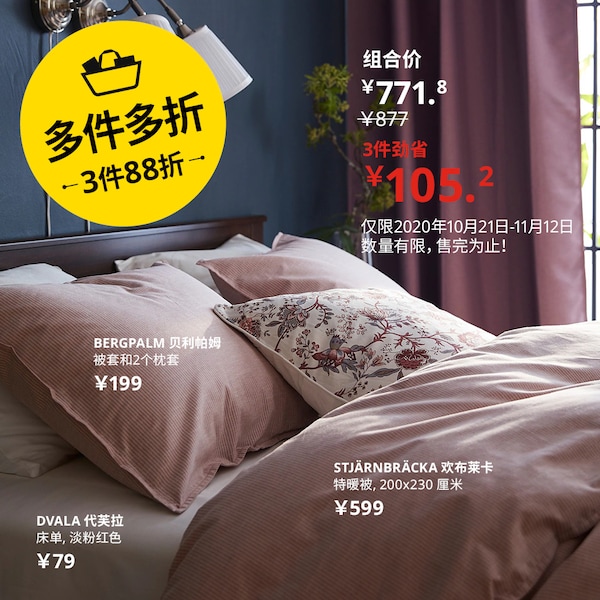 多件多折
3件88折
组合价
￥771.8
￥877
3件劲省
￥105.2
仅限2020年10月21日-11月12日
数量有限，售完为止！
BERGPALM 贝利帕姆
被套和2个枕套
￥199
STJÄRNBRÄCKA 欢布莱卡
特暖被, 200x230 厘米
￥599
DVALA 代芙拉
床单, 淡粉红色
￥79